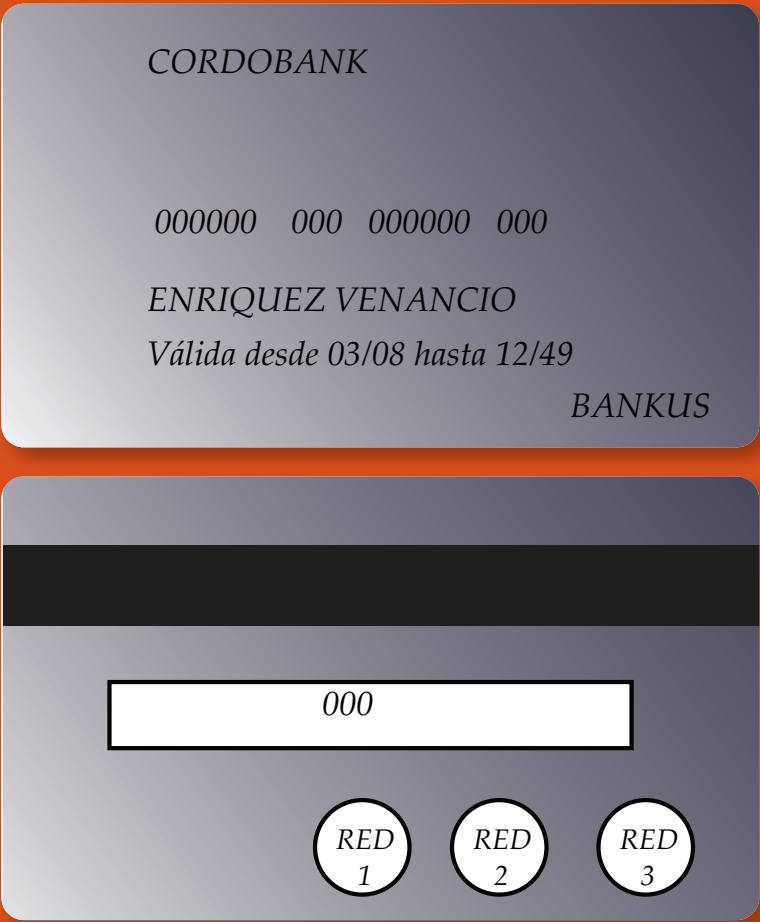 CORDOBANK
000000 000 000000 000
ENRIQUEZ VENANCIO
Válida desde 03/08 hasta 12/49
BANKUS
000
RED 1
RED 2
RED 3